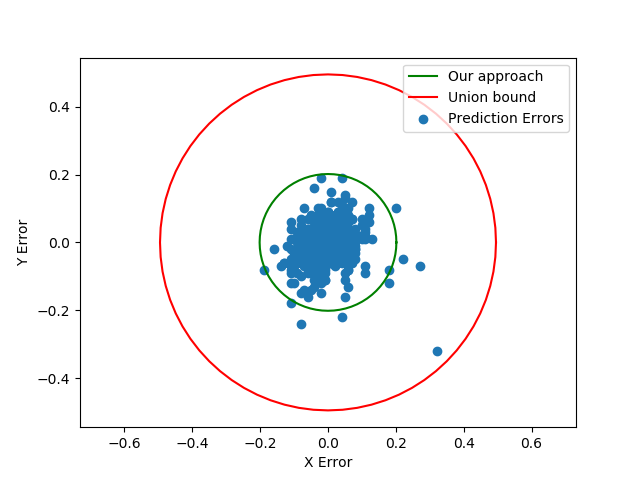 Our approach
Union bound
Prediction Errors
Y Error
0.4
0.2
0.0
−0.2
−0.4
−0.6 −0.4 −0.2 0.0 0.2 0.4 0.6
X Error